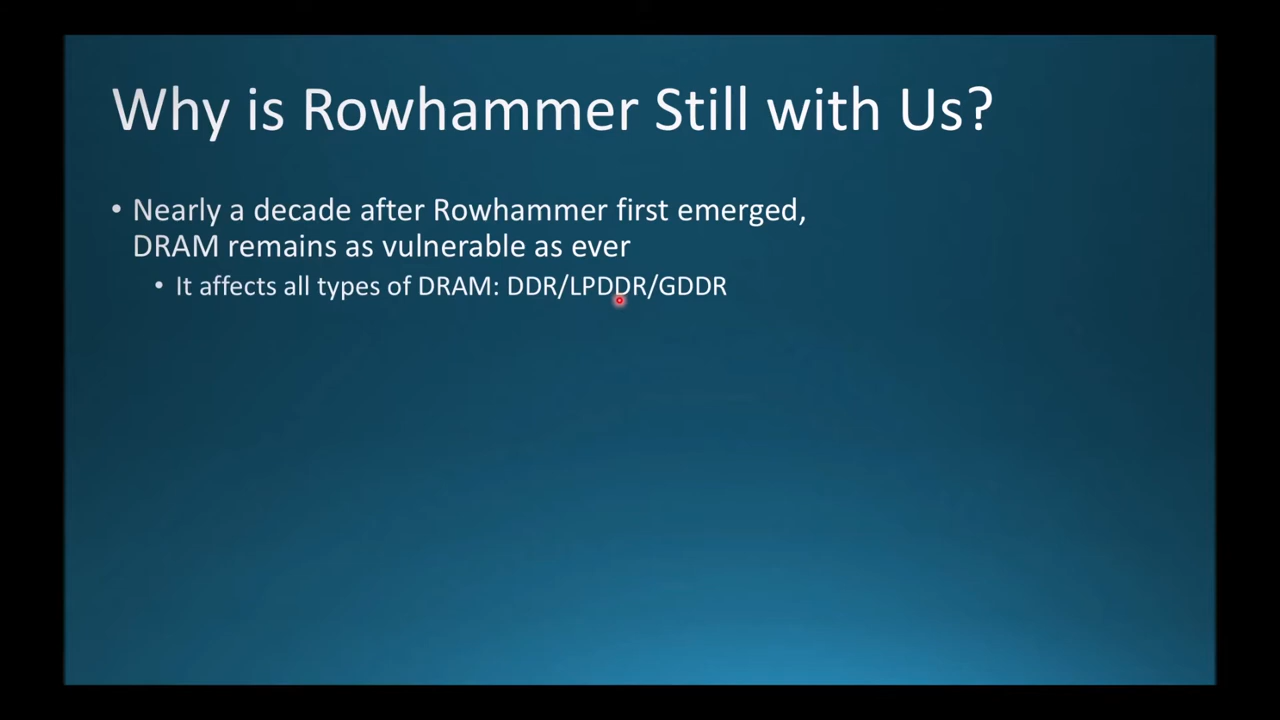 Why is Rowhammer Still with Us?
• Nearly a decade after Rowhammer first emerged,
DRAM remains as vulnerable as ever
• It affects all types of DRAM: DDR/LPDDR/GDDR